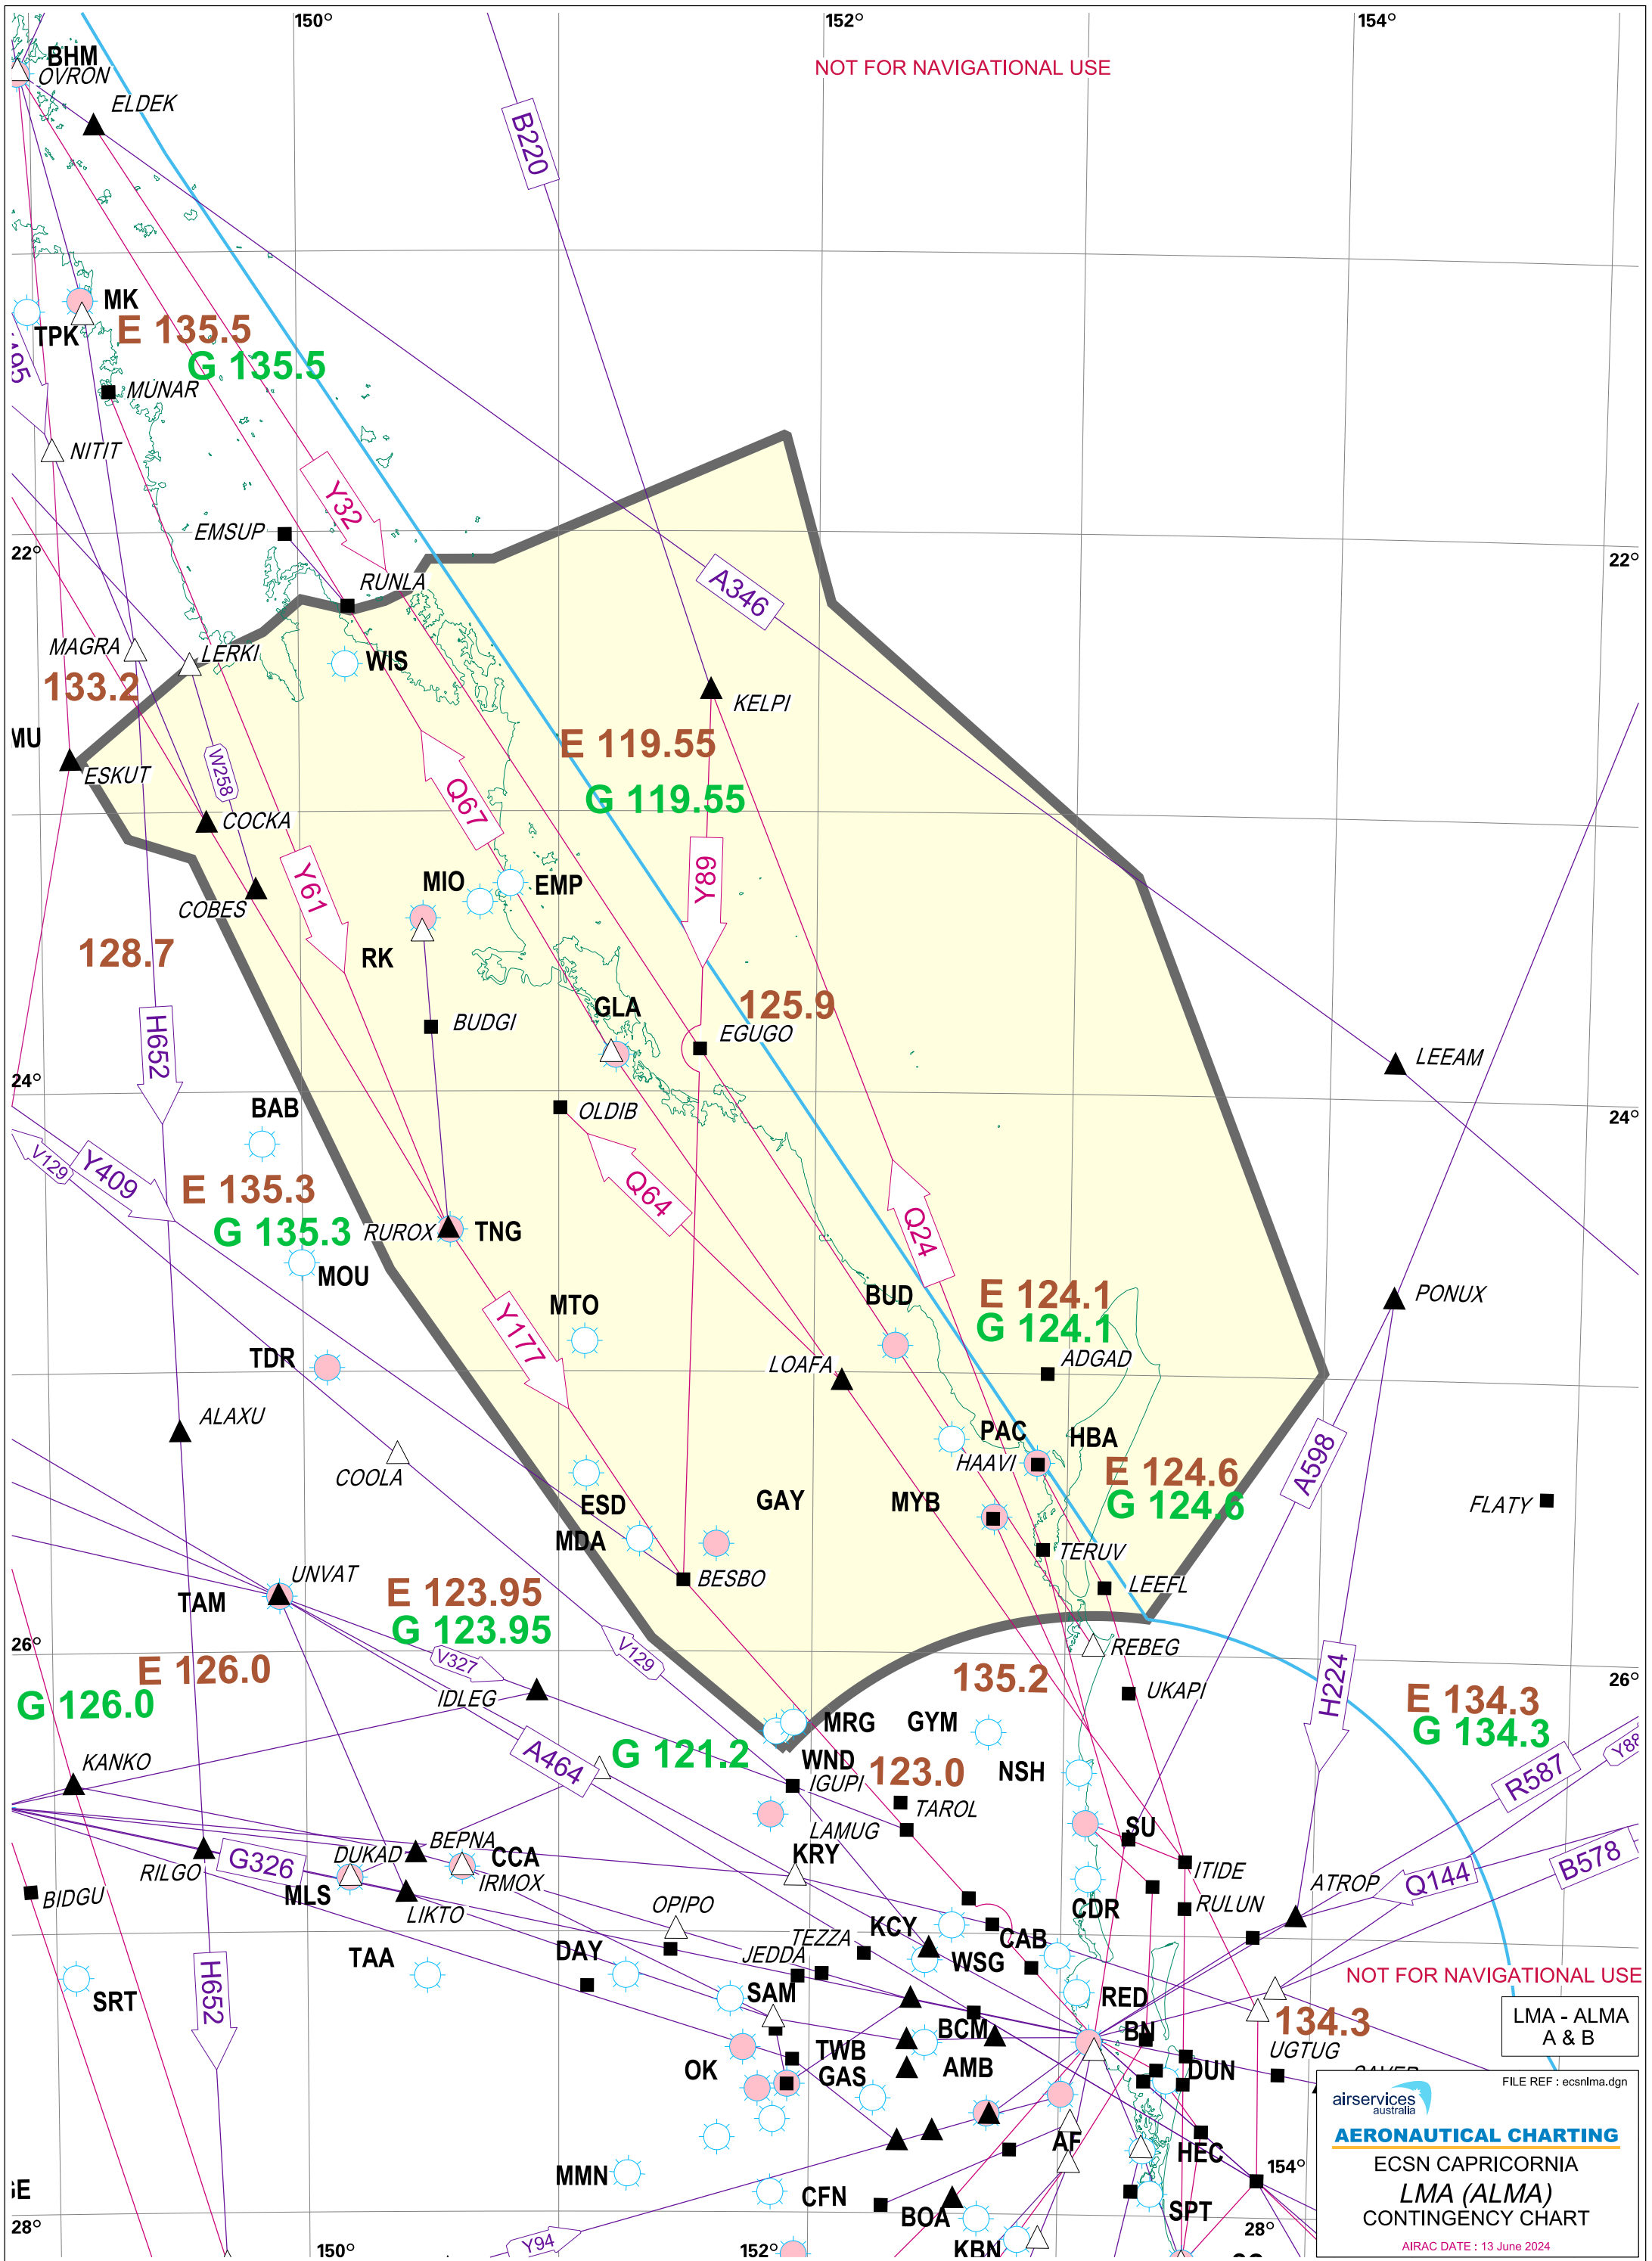 150°
152°
154°
NOT FOR NAVIGATIONAL USE
BHM
OVRON
ELDEK
B220
MK
TPK
E 135.5
G 135.5
MUNAR
NITIT
Y32
EMSUP
22°
22°
RUNLA
A346
MAGRA
LERKI
WIS
133.2
KELPI
MU
ESKUT
W258
E 119.55
G 119.55
COCKA
Q67
Y61
Y89
MIO
EMP
COBES
RK
128.7
GLA
125.9
BUDGI
EGUGO
H652
LEEAM
24°
24°
BAB
OLDIB
V129
Y409
Q64
E 135.3
G 135.3
RUROX
TNG
Q24
MOU
BUD
E 124.1
G 124.1
PONUX
MTO
Y177
TDR
LOAFA
ADGAD
ALAXU
COOLA
PAC
HBA
HAAVI
A598
E 124.6
G 124.6
ESD
GAY
MYB
FLATY
MDA
TERUV
UNVAT
BESBO
LEEFL
TAM
E 123.95
G 123.95
26°
V327
V129
REBEG
E 126.0
135.2
26°
G 126.0
IDLEG
UKAPI
H224
E 134.3
G 134.3
MRG
GYM
A464
G 121.2
WND
123.0
NSH
KANKO
IGUPI
TAROL
R587
Y88
LAMUG
SU
BEPNA
DUKAD
CCA
KRY
ITIDE
B578
RILGO
G326
IRMOX
ATROP
Q144
BIDGU
MLS
LIKTO
CDR
RULUN
OPIPO
KCY
TEZZA
CAB
TAA
DAY
JEDDA
WSG
NOT FOR NAVIGATIONAL USE
SRT
H652
SAM
RED
LMA - ALMA
A & B
134.3
BCM
BN
UGTUG
TWB
OK
GAS
AMB
DUN
FILE REF : ecsnlma.dgn
airservices
australia
AERONAUTICAL CHARTING
AF
HEC
ECSN CAPRICORNIA
154°
MMN
LMA (ALMA)
CFN
SPT
CONTINGENCY CHART
BOA
28°
28°
Y94
KBN
150°
152°
AIRAC DATE : 13 June 2024